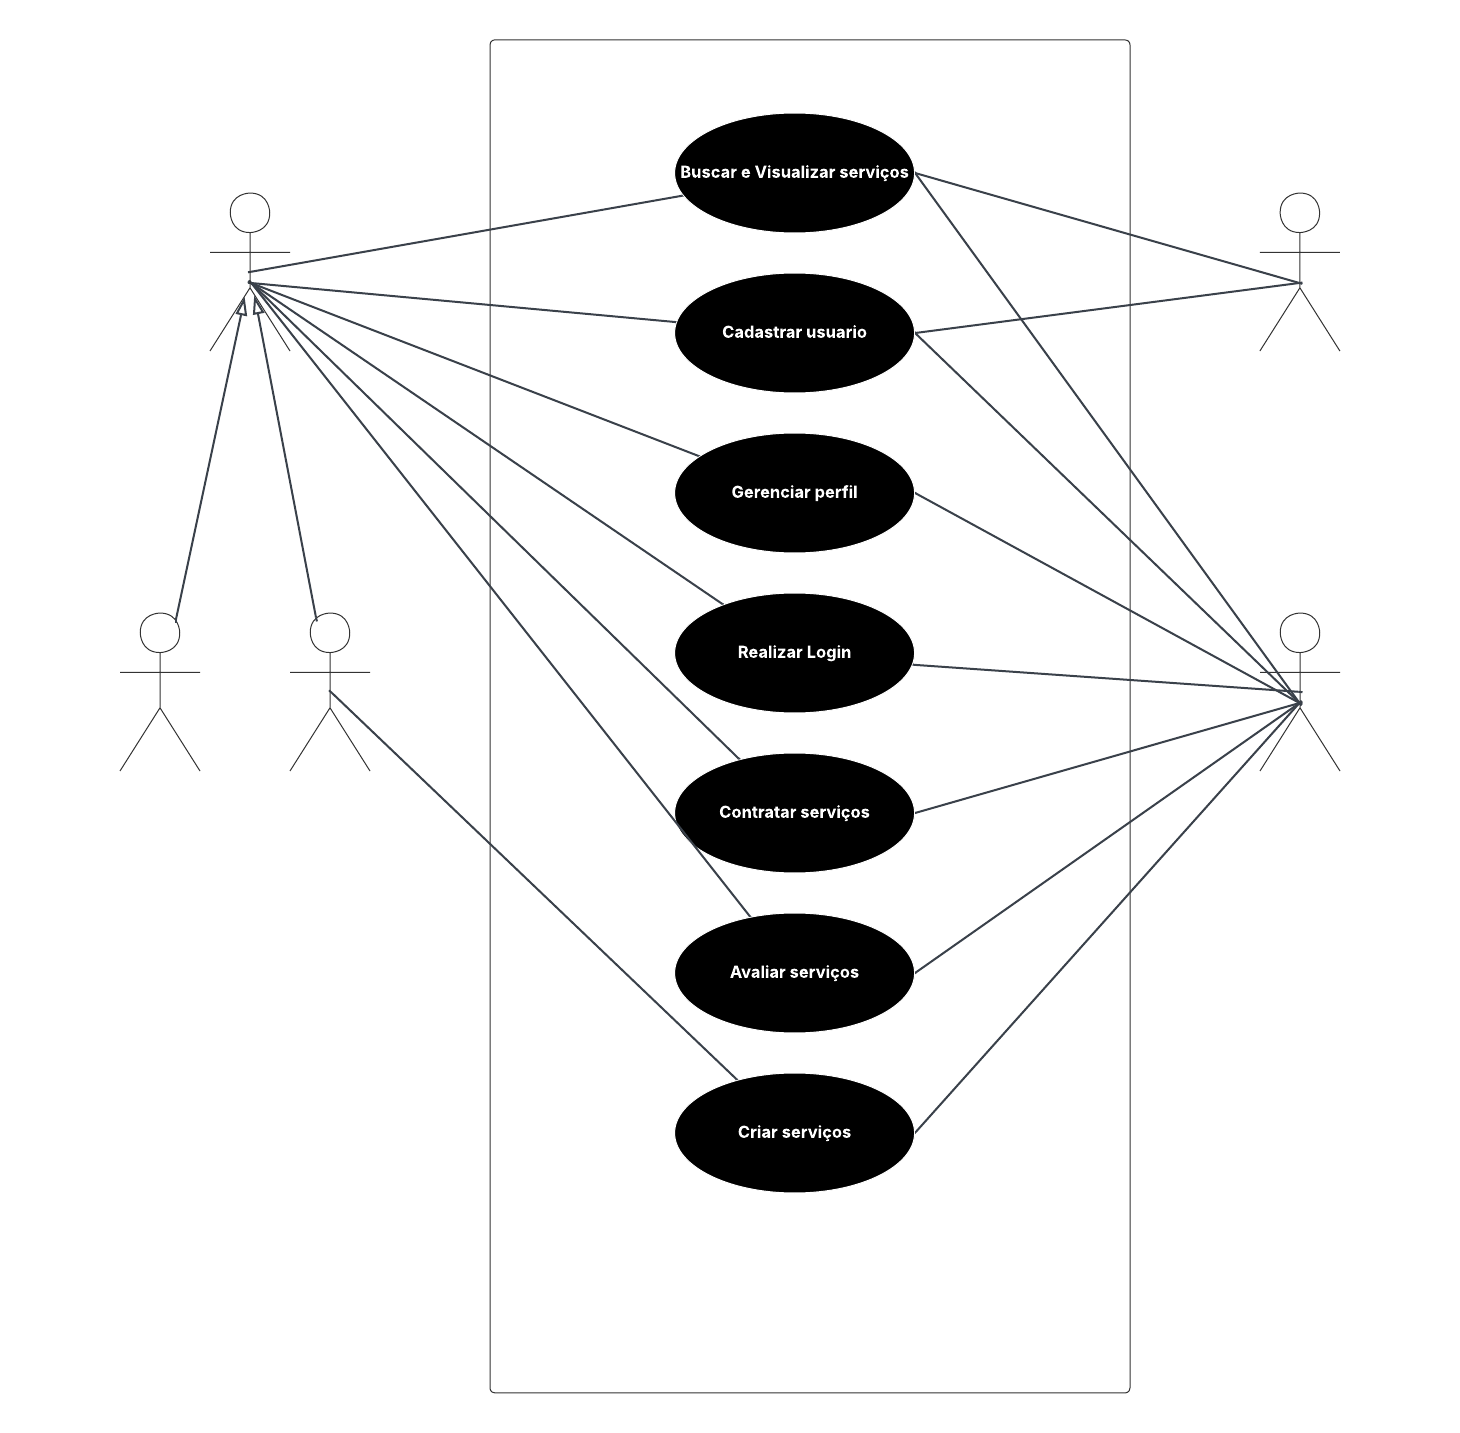 Buscar e Visualizar serviços
Cadastrar usuario
Gerenciar perfil
Realizar Login
Contratar serviços
Avaliar serviços
Criar serviços